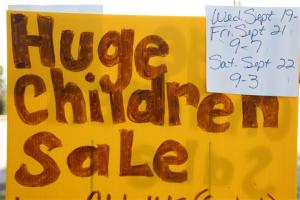 Huge
Children
Sale
Wed. Sept 19-
Fri. Sept 21
9-7
Sat. Sept 22
9-3